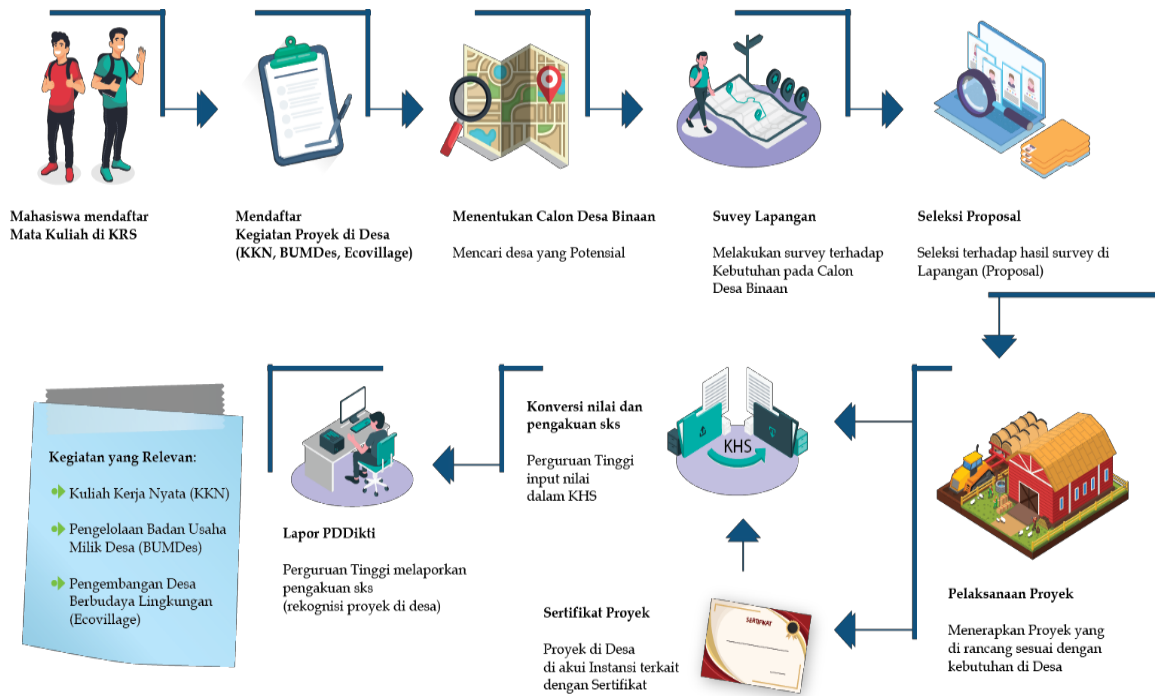 Mahasiswa mendaftar
Mata Kuliah di KRS
Mendaftar
Kegiatan Proyek di Desa
(KKN, BUMDes, Ecovillage)
Menentukan Calon Desa Binaan
Mencari desa yang Potensial
Suvey Lapangan
Melakukan survey terhadap
Kebutuhan pada Calon
Desa Binaan
Seleksi Proposal
Seleksi terhadap hasil survey di
Lapangan (Proposal)
Pelaksanaan Proyek
Menerapkan Proyek yang
di rancang sesuai dengan
kebutuhan di Desa
KHS
Konversi nilai dan
pengakuan sks
Perguruan Tinggi
input nilai
dalam KHS
SERTIFIKAT
Sertifikat Proyek
Proyek di Desa
di akui Instansi terkait
dengan Sertifikat
Lapor PDDikti
Perguruan Tinggi melaporkan
pengakuan sks
(rekognisi proyek di desa)
Kegiatan yang Relevan:
Kuliah Kerja Nyata (KKN)
Pengelolaan Badan Usaha
Milik Desa (BUMDes)
Pengembangan Desa
Berbudaya Lingkungan
(Ecovillage)